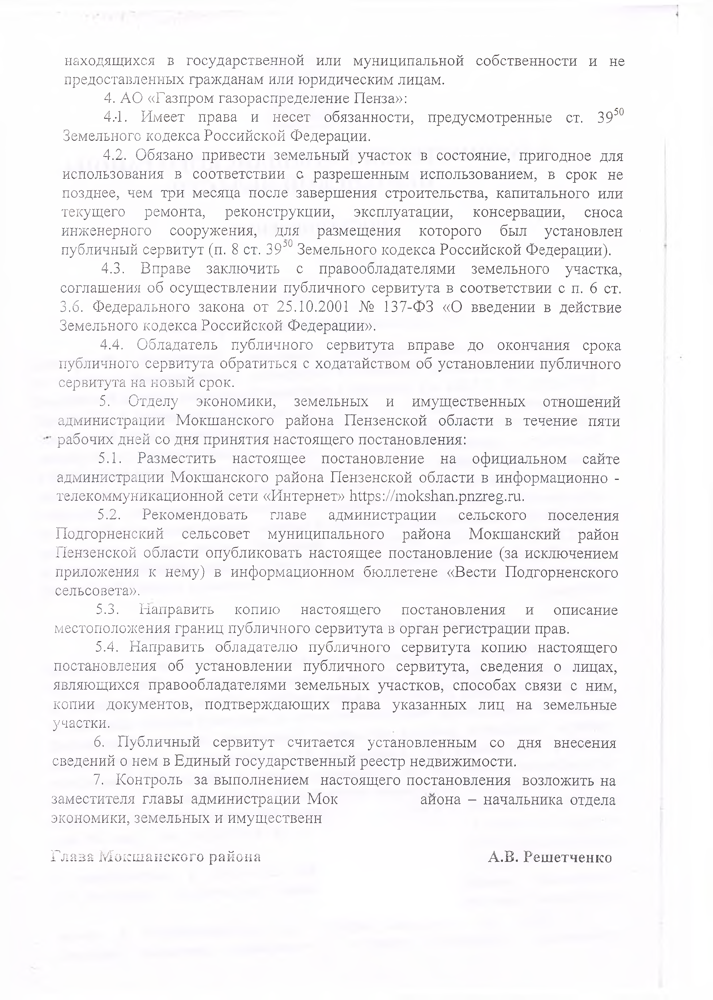 находящихся в государственной или муниципальной собственности и не
предоставленных гражданам или юридическим лицам.
4. АО «Газпром газораспределение Пенза»:
4.1. Имеет права и несет обязанности, предусмотренные ст. 39⁵⁰
Земельного кодекса Российской Федерации.
4.2. Обязано привести земельный участок в состояние, пригодное для
использования в соответствии с разрешенным использованием, в срок не
позднее, чем три месяца после завершения строительства, капитального или
текущего ремонта, реконструкции, эксплуатации, консервации, сноса
инженерного сооружения, для размещения которого был установлен
публичный сервитут (п. 8 ст. 39⁵⁰ Земельного кодекса Российской Федерации).
4.3. Вправе заключить с правообладателями земельного участка,
соглашения об осуществлении публичного сервитута в соответствии с п. 6 ст.
3.6. Федерального закона от 25.10.2001 № 137-ФЗ «О введении в действие
Земельного кодекса Российской Федерации».
4.4. Обладатель публичного сервитута вправе до окончания срока
публичного сервитута обратиться с ходатайством об установлении публичного
сервитута на новый срок.
5. Отделу экономики, земельных и имущественных отношений
администрации Мокшанского района Пензенской области в течение пяти
рабочих дней со дня принятия настоящего постановления:
5.1. Разместить настоящее постановление на официальном сайте
администрации Мокшанского района Пензенской области в информационно -
телекоммуникационной сети «Интернет» https://mokshan.pnzreg.ru.
5.2. Рекомендовать главе администрации сельского поселения
Подгорненский сельсовет муниципального района Мокшанский район
Пензенской области опубликовать настоящее постановление (за исключением
приложения к нему) в информационном бюллетене «Вести Подгорненского
сельсовета».
5.3. Направить копию настоящего постановления и описание
местоположения границ публичного сервитута в орган регистрации прав.
5.4. Направить обладателю публичного сервитута копию настоящего
постановления об установлении публичного сервитута, сведения о лицах,
являющихся правообладателями земельных участков, способах связи с ним,
копии документов, подтверждающих права указанных лиц на земельные
участки.
6. Публичный сервитут считается установленным со дня внесения
сведений о нем в Единый государственный реестр недвижимости.
7. Контроль за выполнением настоящего постановления возложить на
заместителя главы администрации Мок айона – начальника отдела
экономики, земельных и имущественн
Глава Мокшанского района А.В. Решетченко